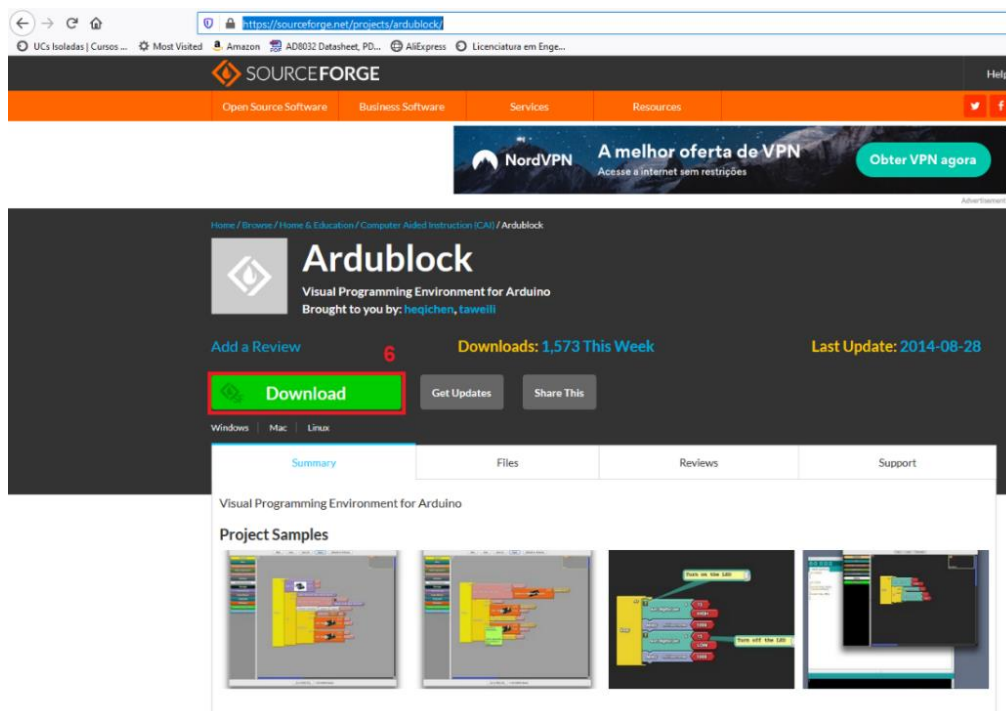 https://sourceforge.net/projects/ardublock/
UCs Isoladas | Cursos ... Most Visited Amazon AD8032 Datasheet, PD... AliExpress Licenciatura em Enge...
SOURCEFORGE
Help
Open Source Software Business Software Services Resources
NordVPN
A melhor oferta de VPN
Acesse a internet sem restrições
Obter VPN agora
Advertisement
Home / Browse / Home & Education / Computer Aided Instruction (CAI) / Ardublock
Ardublock
Visual Programming Environment for Arduino
Brought to you by: heqichen, taweili
Add a Review 6 Downloads: 1,573 This Week Last Update: 2014-08-28
Download Get Updates Share This
Windows Mac Linux
Summary Files Reviews Support
Visual Programming Environment for Arduino
Project Samples
Turn on the LED
Turn off the LED